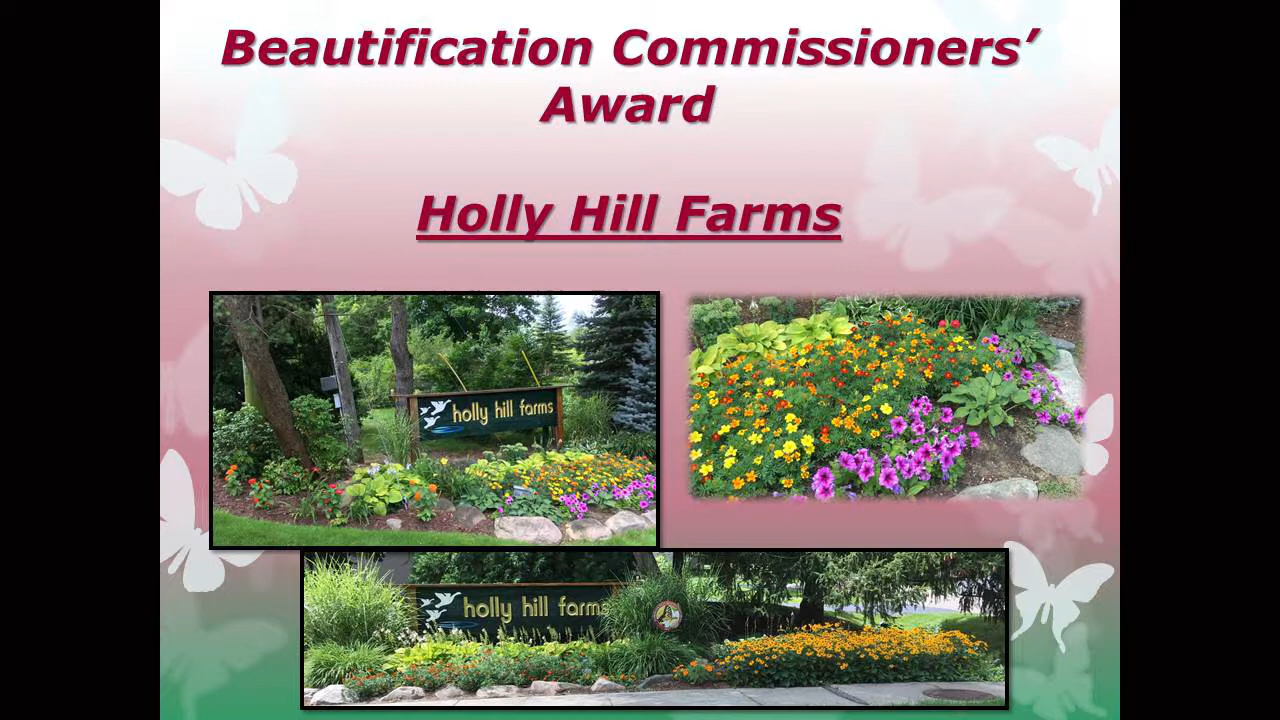 Beautification Commissioners’
Award
Holly Hill Farms
holly hill farms
holly hill farms